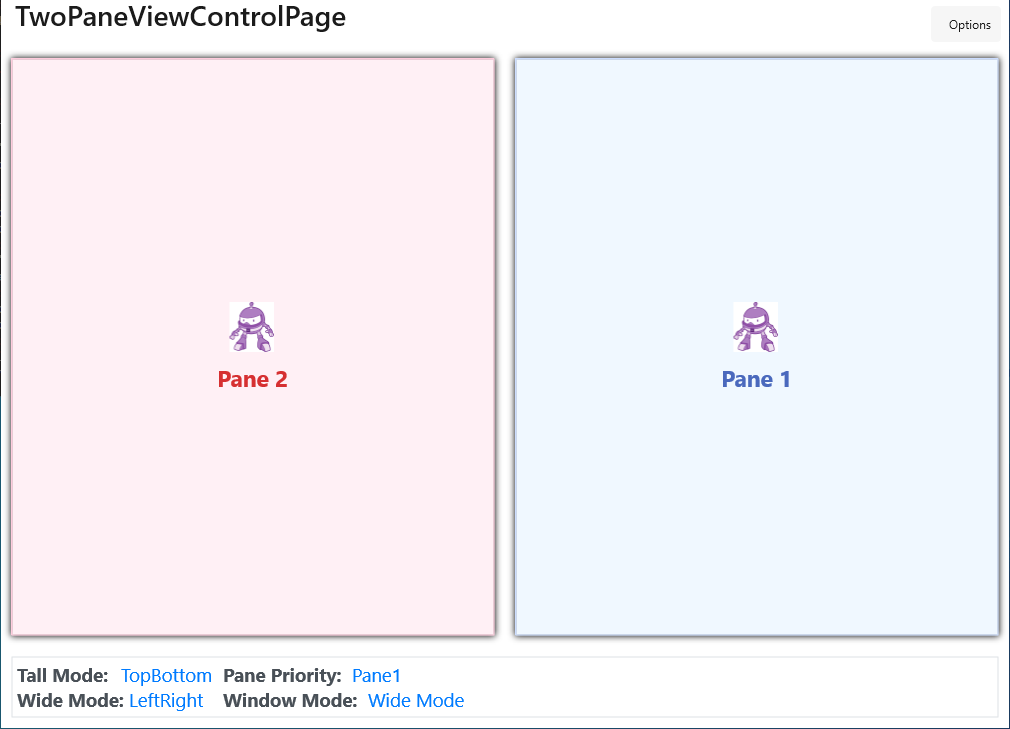 TwoPaneViewControlPage
Options
Pane 2
Pane 1
Tall Mode: TopBottom Pane Priority: Pane1
Wide Mode: LeftRight Window Mode: Wide Mode